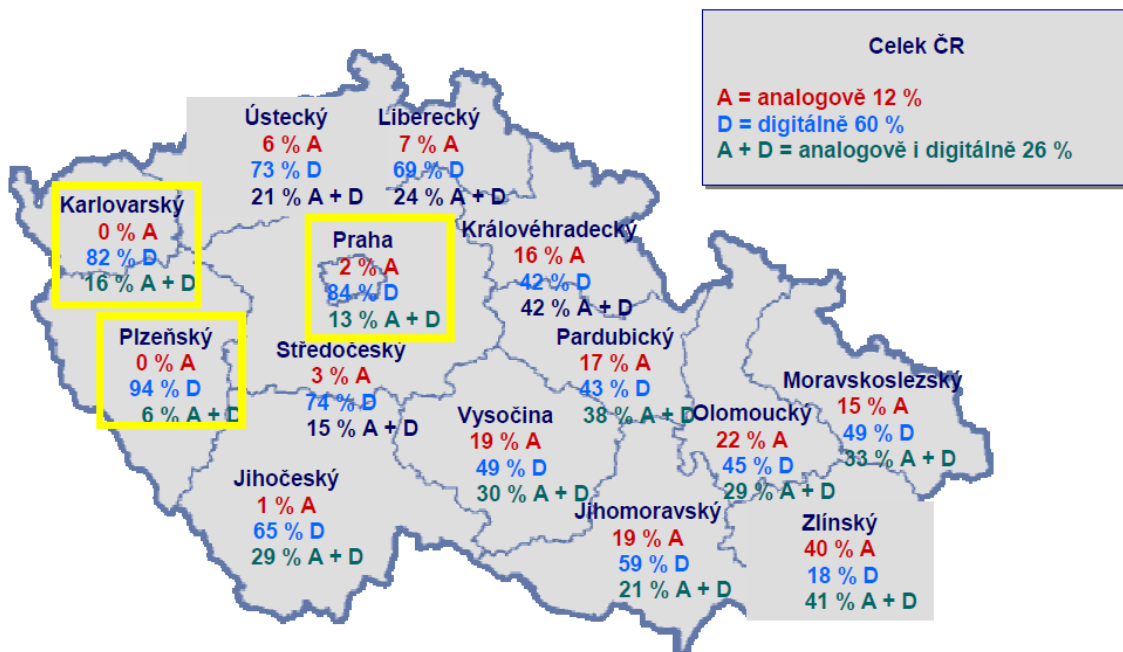 Celek ČR
A = analogově 12 %
D = digitálně 60 %
A + D = analogově i digitálně 26 %
Ústecký
6 % A
73 % D
21 % A + D
Liberecký
7 % A
69 % D
24 % A + D
Karlovarský
0 % A
82 % D
16 % A + D
Praha
2 % A
84 % D
13 % A + D
Královéhradecký
16 % A
42 % D
42 % A + D
Plzeňský
0 % A
94 % D
6 % A + D
Středočeský
3 % A
74 % D
15 % A + D
Pardubický
17 % A
43 % D
38 % A + D
Moravskoslezský
15 % A
49 % D
33 % A + D
Vysočina
19 % A
49 % D
30 % A + D
Olomoucký
22 % A
45 % D
29 % A + D
Jihočeský
1 % A
65 % D
29 % A + D
Jihomoravský
19 % A
59 % D
21 % A + D
Zlínský
40 % A
18 % D
41 % A + D